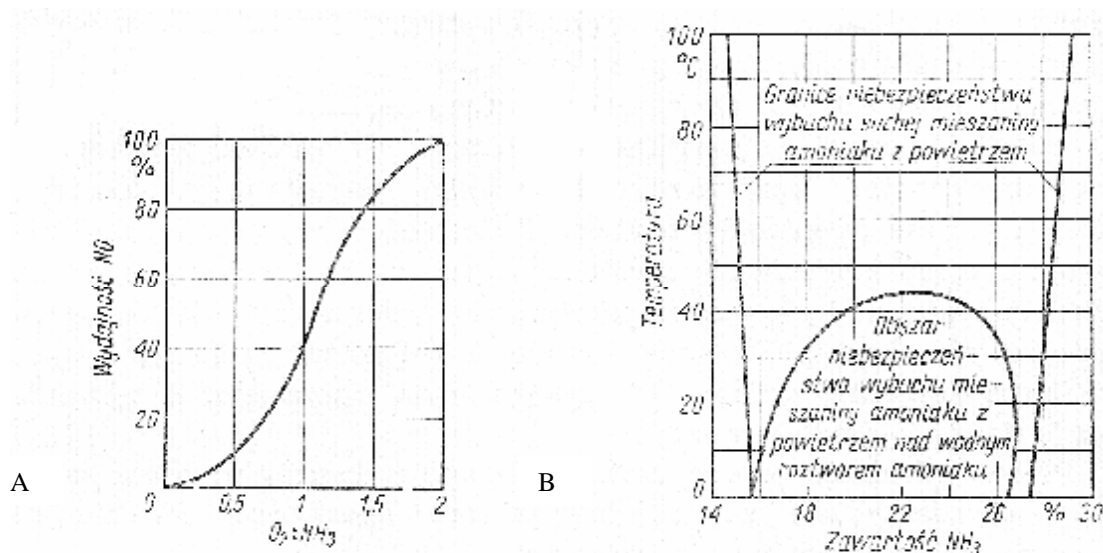 A
Wydajność NO
100
%
80
60
40
20
0
0,5
1
1,5
2
O₂:NH₃
B
Temperatura
100
°C
80
60
40
20
0
Granice niebezpieczeństwa
wybuchu suchej mieszaniny
amoniaku z powietrzem
Obszar
niebezpieczeń-
stwa wybuchu mie-
szaniny amoniaku z
powietrzem nad wodnym
roztworem amoniaku
14
18
22
26
%
30
Zawartość NH₃